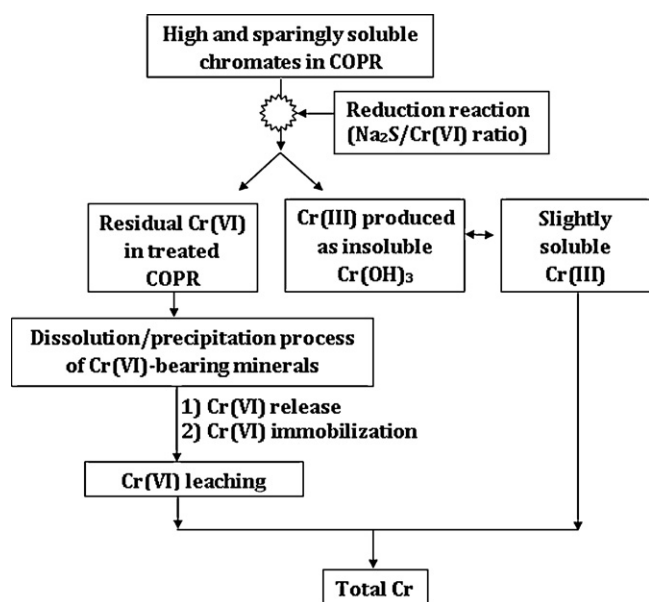 High and sparingly soluble
chromates in COPR
Reduction reaction
(Na₂S/Cr(VI) ratio)
Residual Cr(VI)
in treated
COPR
Cr(III) produced
as insoluble
Cr(OH)₃
Slightly
soluble
Cr(III)
Dissolution/precipitation process
of Cr(VI)-bearing minerals
1) Cr(VI) release
2) Cr(VI) immobilization
Cr(VI) leaching
Total Cr